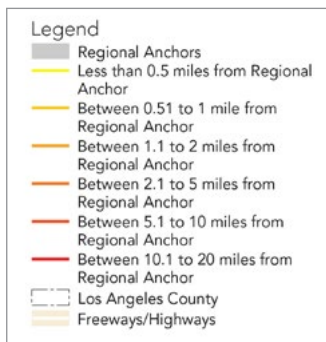 Legend
Regional Anchors
Less than 0.5 miles from Regional
Anchor
Between 0.51 to 1 mile from
Regional Anchor
Between 1.1 to 2 miles from
Regional Anchor
Between 2.1 to 5 miles from
Regional Anchor
Between 5.1 to 10 miles from
Regional Anchor
Between 10.1 to 20 miles from
Regional Anchor
Los Angeles County
Freeways/Highways